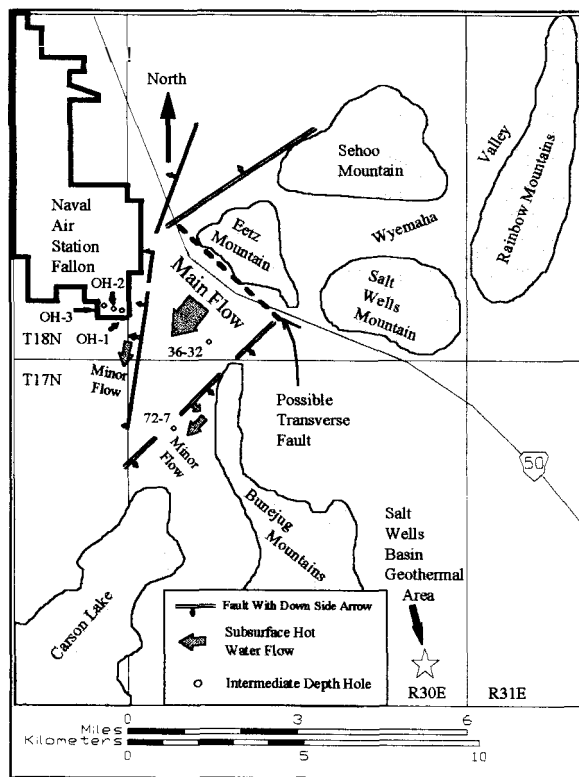 North
Naval
Air
Station
Fallon
Sehoo
Mountain
Valley
Rainbow Mountains
Eetz
Mountain
Wyemaha
OH-2
OH-3
OH-1
Main Flow
Salt
Wells
Mountain
T18N
T17N
Minor
Flow
36-32
72-7
Minor
Flow
Possible
Transverse
Fault
50
Bunejug
Mountains
Salt
Wells
Basin
Geothermal
Area
Carson Lake
Fault With Down Side Arrow
Subsurface Hot
Water Flow
Intermediate Depth Hole
R30E
R31E
0 3 6
Miles
Kilometers
0 5 10